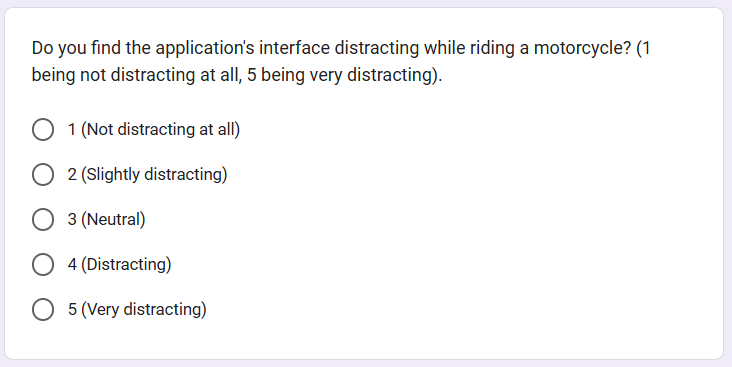 Do you find the application's interface distracting while riding a motorcycle? (1
being not distracting at all, 5 being very distracting).
1 (Not distracting at all)
2 (Slightly distracting)
3 (Neutral)
4 (Distracting)
5 (Very distracting)